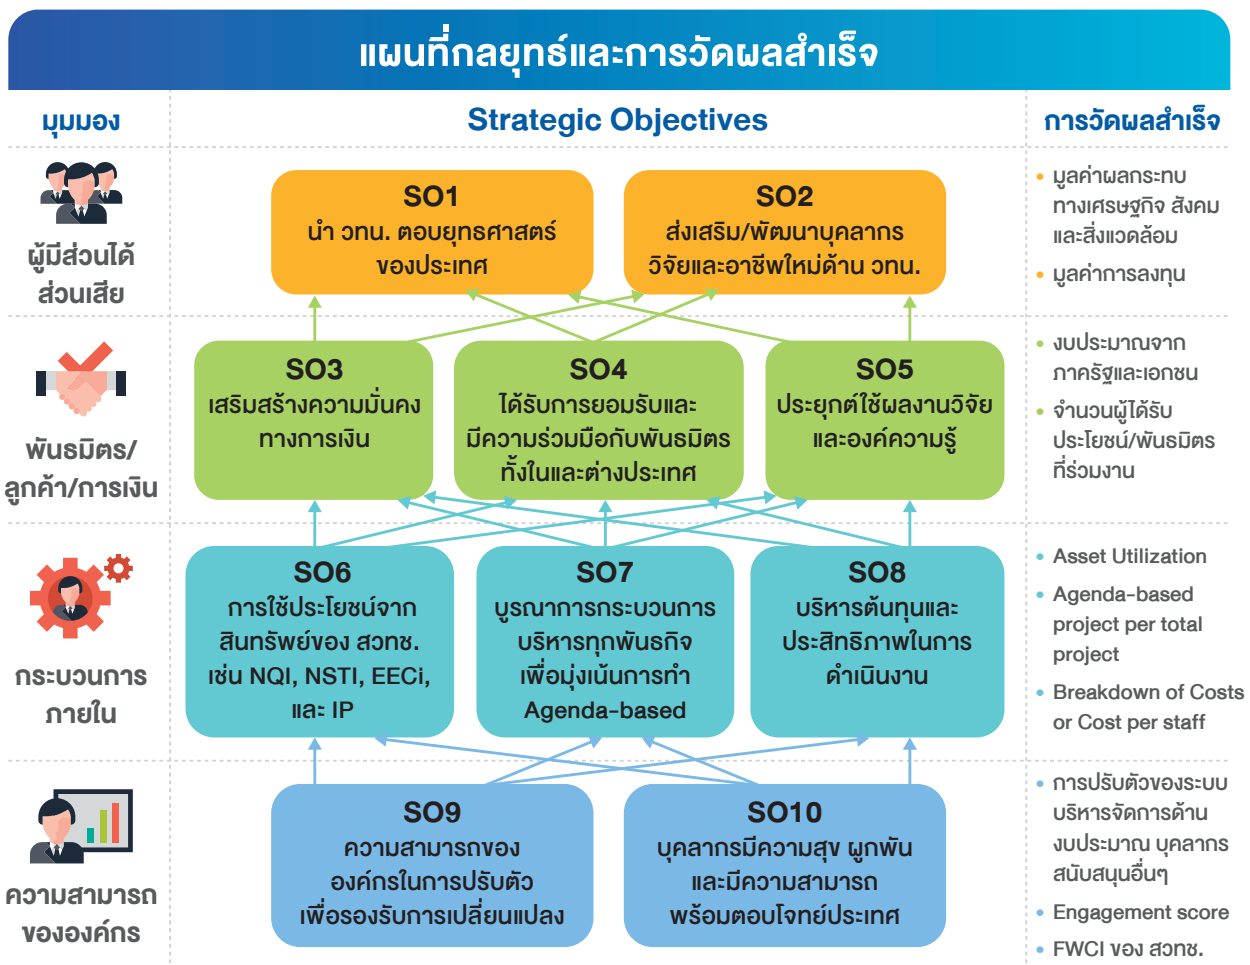 แผนที่กลยุทธ์และการวัดผลสำเร็จ
มุมมอง
Strategic Objectives
การวัดผลสำเร็จ
ผู้มีส่วนได้
ส่วนเสีย
SO1
นำ วทน. ตอบยุทธศาสตร์
ของประเทศ
SO2
ส่งเสริม/พัฒนาบุคลากร
วิจัยและอาชีพใหม่ด้าน วทน.
• มูลค่าผลกระทบ
ทางเศรษฐกิจ สังคม
และสิ่งแวดล้อม
• มูลค่าการลงทุน
พันธมิตร/
ลูกค้า/การเงิน
SO3
เสริมสร้างความมั่นคง
ทางการเงิน
SO4
ได้รับการยอมรับและ
มีความร่วมมือกับพันธมิตร
ทั้งในและต่างประเทศ
SO5
ประยุกต์ใช้ผลงานวิจัย
และองค์ความรู้
• งบประมาณจาก
ภาครัฐและเอกชน
• จำนวนผู้ได้รับ
ประโยชน์/พันธมิตร
ที่ร่วมงาน
กระบวนการ
ภายใน
SO6
การใช้ประโยชน์จาก
สินทรัพย์ของ สวทช.
เช่น NQI, NSTI, EECi,
และ IP
SO7
บูรณาการกระบวนการ
บริหารทุกพันธกิจ
เพื่อมุ่งเน้นการทำ
Agenda-based
SO8
บริหารต้นทุนและ
ประสิทธิภาพในการ
ดำเนินงาน
• Asset Utilization
• Agenda-based
project per total
project
• Breakdown of Costs
or Cost per staff
ความสามารถ
ขององค์กร
SO9
ความสามารถของ
องค์กรในการปรับตัว
เพื่อรองรับการเปลี่ยนแปลง
SO10
บุคลากรมีความสุข ผูกพัน
และมีความสามารถ
พร้อมตอบโจทย์ประเทศ
• การปรับตัวของระบบ
บริหารจัดการด้าน
งบประมาณ บุคลากร
สนับสนุนอื่นๆ
• Engagement score
• FWCI ของ สวทช.